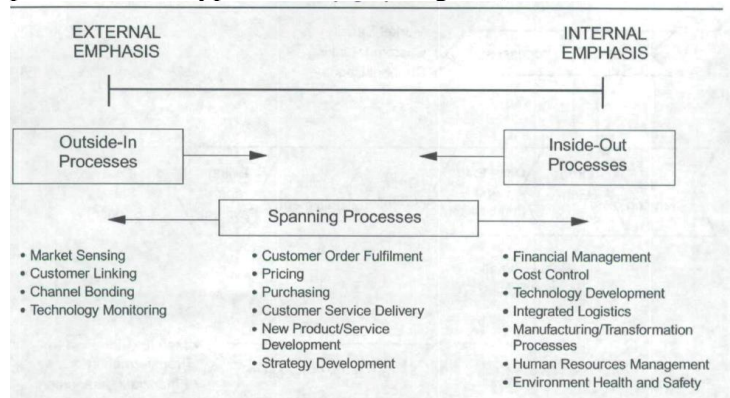 EXTERNAL
EMPHASIS
INTERNAL
EMPHASIS
Outside-In
Processes
Inside-Out
Processes
Spanning Processes
• Market Sensing
• Customer Linking
• Channel Bonding
• Technology Monitoring
• Customer Order Fulfilment
• Pricing
• Purchasing
• Customer Service Delivery
• New Product/Service
Development
• Strategy Development
• Financial Management
• Cost Control
• Technology Development
• Integrated Logistics
• Manufacturing/Transformation
Processes
• Human Resources Management
• Environment Health and Safety